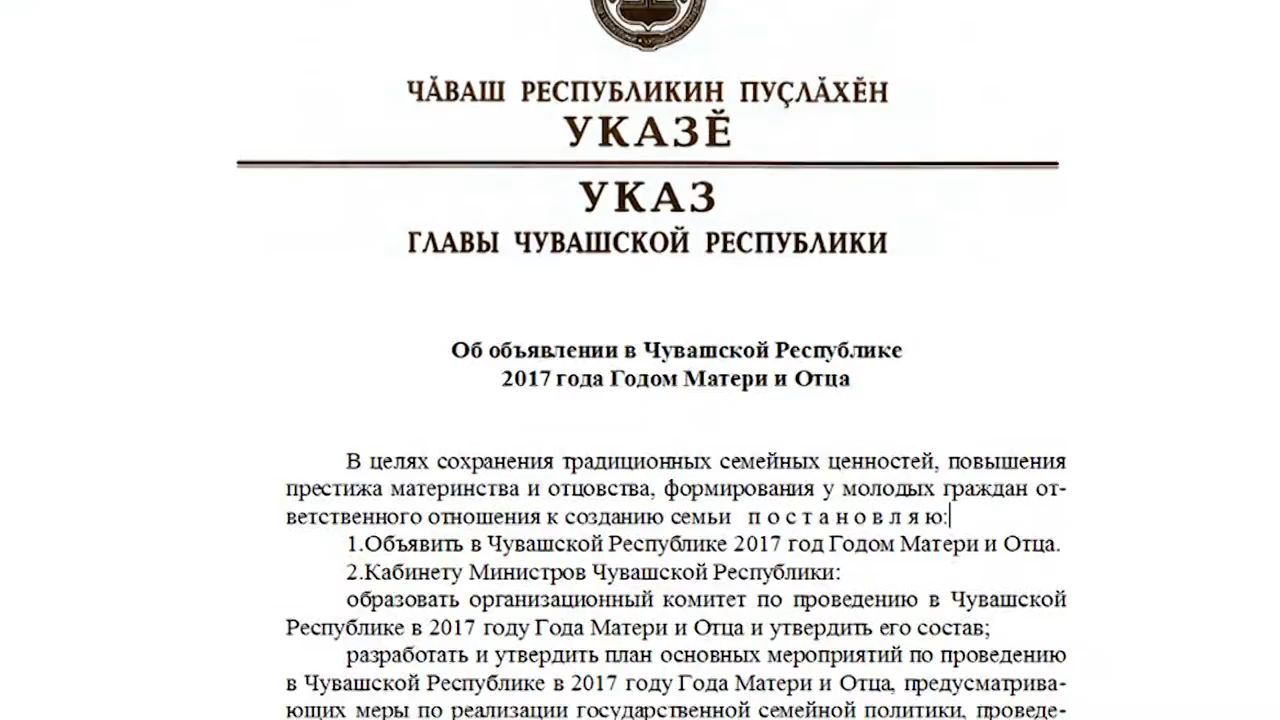 ЧӐВАШ РЕСПУБЛИКИН ПУҪЛӐХӖН
УКАЗӖ
УКАЗ
ГЛАВЫ ЧУВАШСКОЙ РЕСПУБЛИКИ
Об объявлении в Чувашской Республике
2017 года Годом Матери и Отца
В целях сохранения традиционных семейных ценностей, повышения
престижа материнства и отцовства, формирования у молодых граждан от-
ветственного отношения к созданию семьи п о с т а н о в л я ю:
1.Объявить в Чувашской Республике 2017 год Годом Матери и Отца.
2.Кабинету Министров Чувашской Республики:
образовать организационный комитет по проведению в Чувашской
Республике в 2017 году Года Матери и Отца и утвердить его состав;
разработать и утвердить план основных мероприятий по проведению
в Чувашской Республике в 2017 году Года Матери и Отца, предусматрива-
ющих меры по реализации государственной семейной политики, проведе-